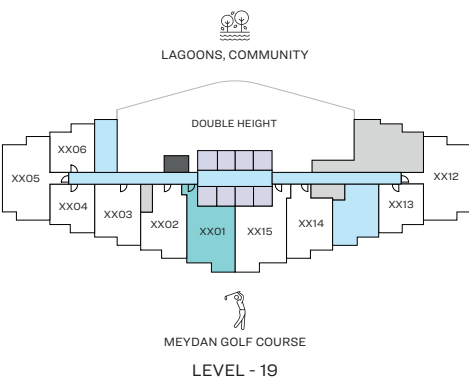 LAGOONS, COMMUNITY
DOUBLE HEIGHT
XX06
XX05
XX12
XX04
XX03
XX02
XX01
XX15
XX14
XX13
MEYDAN GOLF COURSE
LEVEL - 19